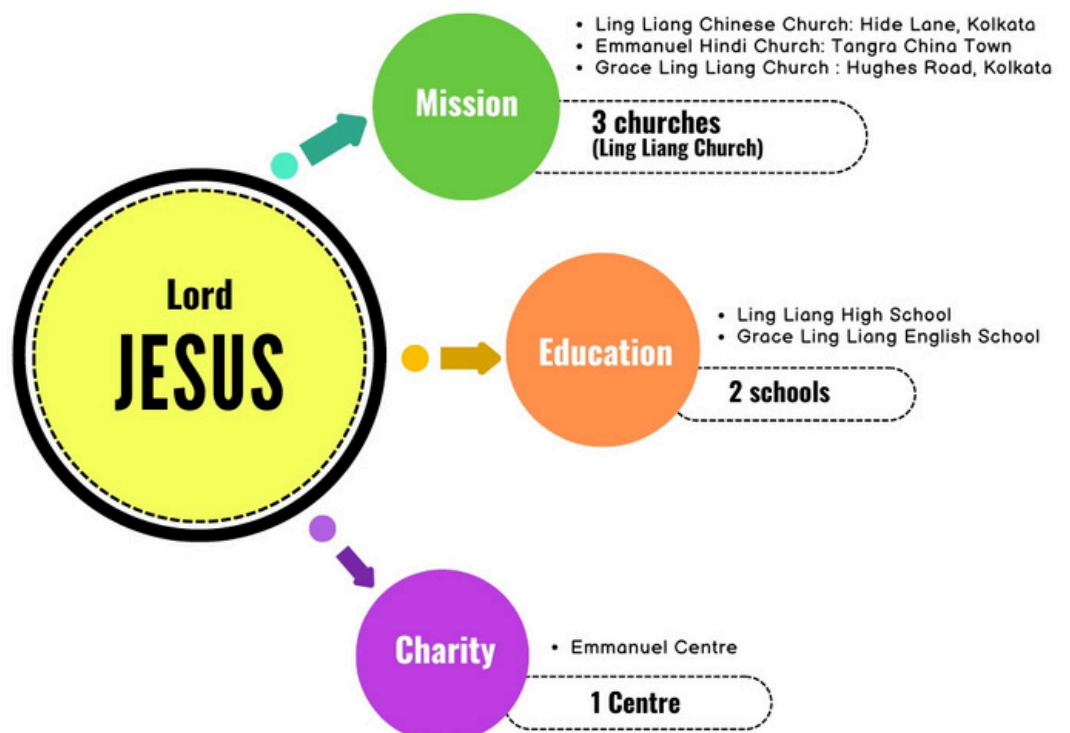 Lord
JESUS
Mission
• Ling Liang Chinese Church: Hide Lane, Kolkata
• Emmanuel Hindi Church: Tangra China Town
• Grace Ling Liang Church : Hughes Road, Kolkata
3 churches
(Ling Liang Church)
Education
• Ling Liang High School
• Grace Ling Liang English School
2 schools
Charity
• Emmanuel Centre
1 Centre